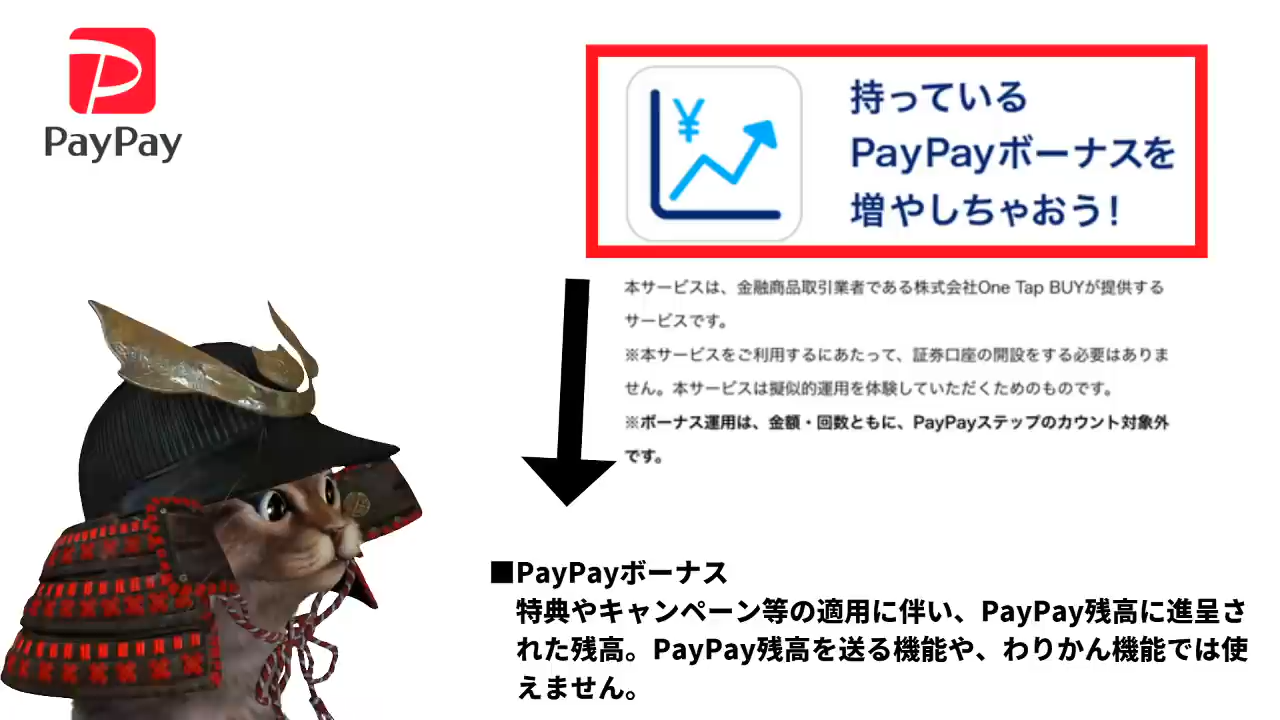 PayPay
¥
持っている
PayPayボーナスを
増やしちゃおう！
本サービスは、金融商品取引業者である株式会社One Tap BUYが提供する
サービスです。
※本サービスをご利用するにあたって、証券口座の開設をする必要はありま
せん。本サービスは擬似的運用を体験していただくためのものです。
※ボーナス運用は、金額・回数ともに、PayPayステップのカウント対象外
です。
■PayPayボーナス
特典やキャンペーン等の適用に伴い、PayPay残高に進呈さ
れた残高。PayPay残高を送る機能や、わりかん機能では使
えません。